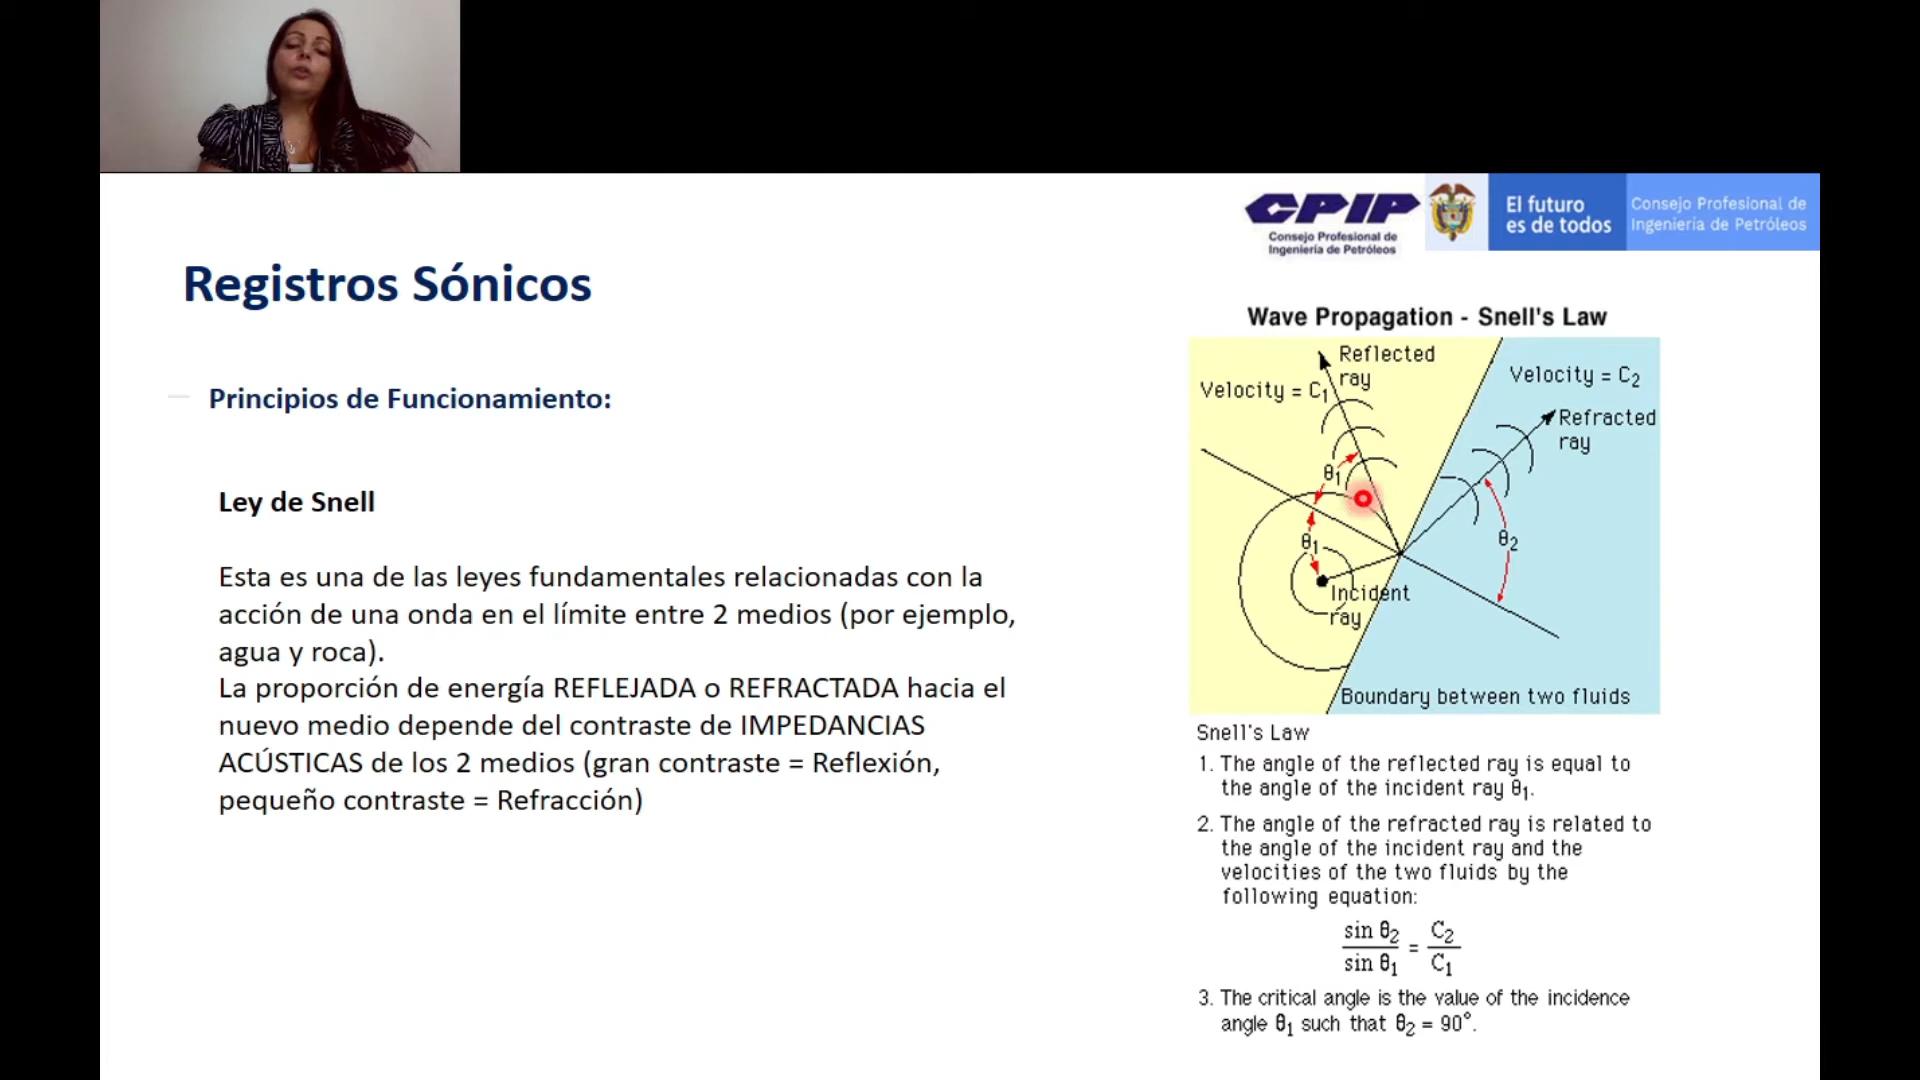 CPIP
Consejo Profesional de
Ingeniería de Petróleos
El futuro
es de todos
Consejo Profesional de
Ingeniería de Petróleos
Registros Sónicos
Principios de Funcionamiento:
Ley de Snell
Esta es una de las leyes fundamentales relacionadas con la
acción de una onda en el límite entre 2 medios (por ejemplo,
agua y roca).
La proporción de energía REFLEJADA o REFRACTADA hacia el
nuevo medio depende del contraste de IMPEDANCIAS
ACÚSTICAS de los 2 medios (gran contraste = Reflexión,
pequeño contraste = Refracción)
Wave Propagation - Snell's Law
Reflected
ray
Velocity = C₁
Velocity = C₂
Refracted
ray
θ₁
θ₁
θ₂
Incident
ray
Boundary between two fluids
Snell's Law
1. The angle of the reflected ray is equal to
the angle of the incident ray θ₁.
2. The angle of the refracted ray is related to
the angle of the incident ray and the
velocities of the two fluids by the
following equation:
sin θ₂ C₂
=
sin θ₁ C₁
3. The critical angle is the value of the incidence
angle θ₁ such that θ₂ = 90°.